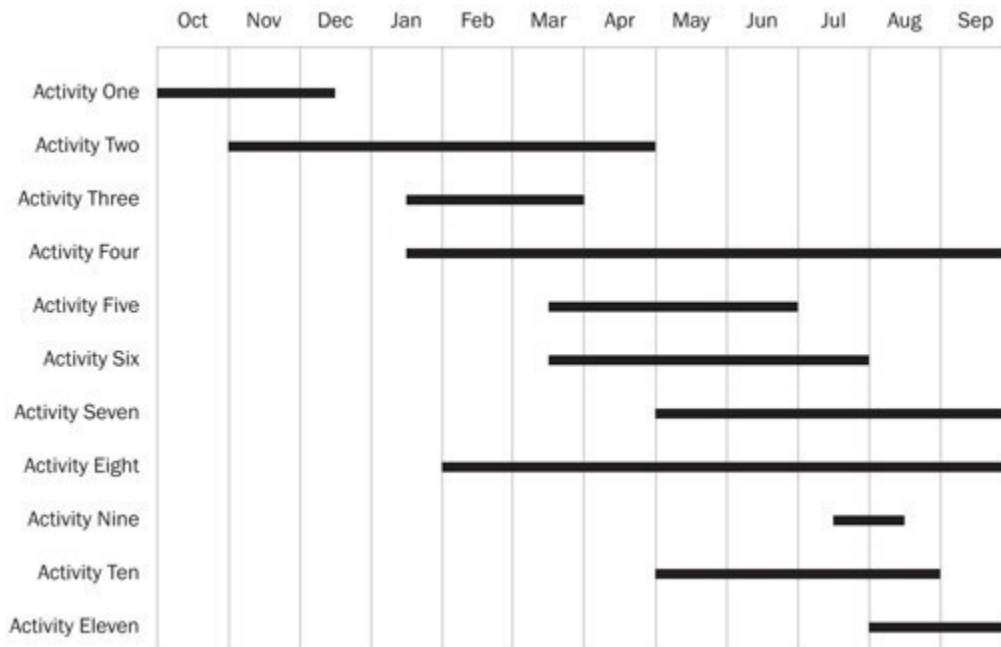 Oct Nov Dec Jan Feb Mar Apr May Jun Jul Aug Sep
Activity One
Activity Two
Activity Three
Activity Four
Activity Five
Activity Six
Activity Seven
Activity Eight
Activity Nine
Activity Ten
Activity Eleven